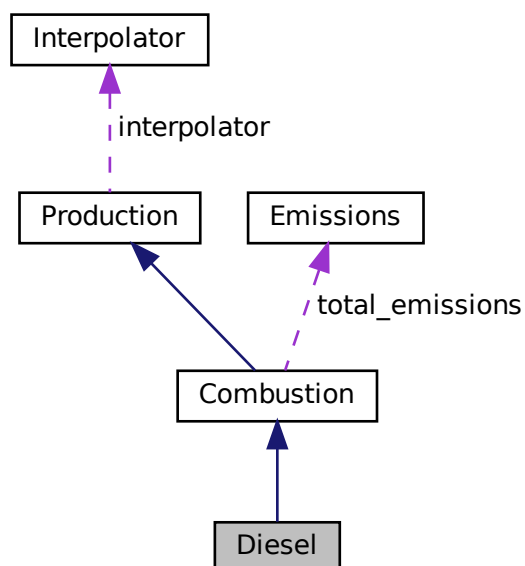 Interpolator
interpolator
Production
Emissions
total_emissions
Combustion
Diesel